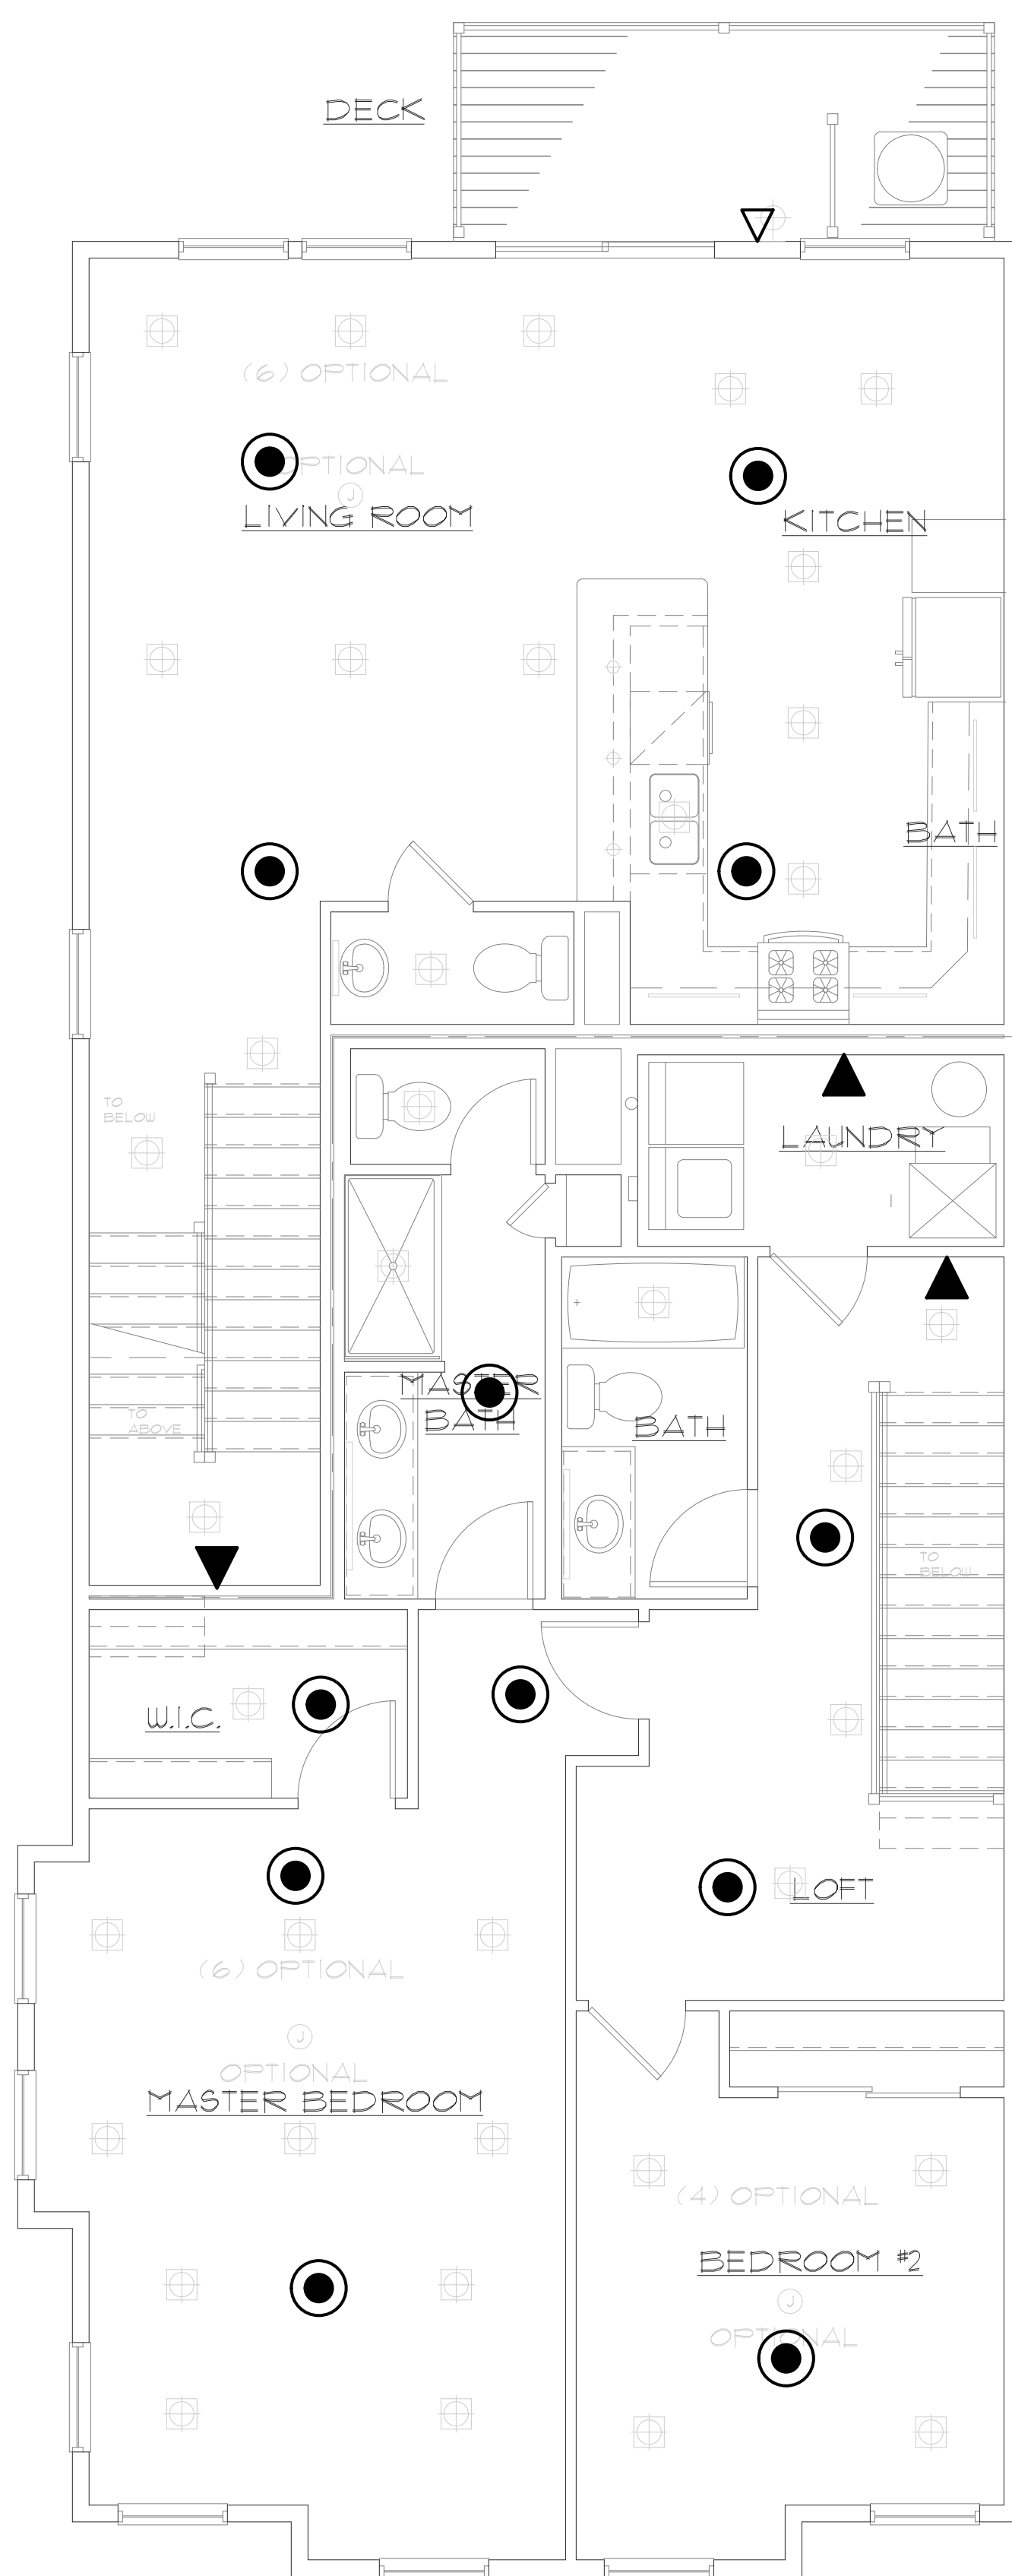 DECK
(6) OPTIONAL
OPTIONAL
J
LIVING ROOM
KITCHEN
BATH
TO
BELOW
LAUNDRY
MASTER
BATH
BATH
TO
ABOVE
TO
BELOW
W.I.C.
LOFT
(6) OPTIONAL
J
OPTIONAL
MASTER BEDROOM
(4) OPTIONAL
BEDROOM #2
J
OPTIONAL